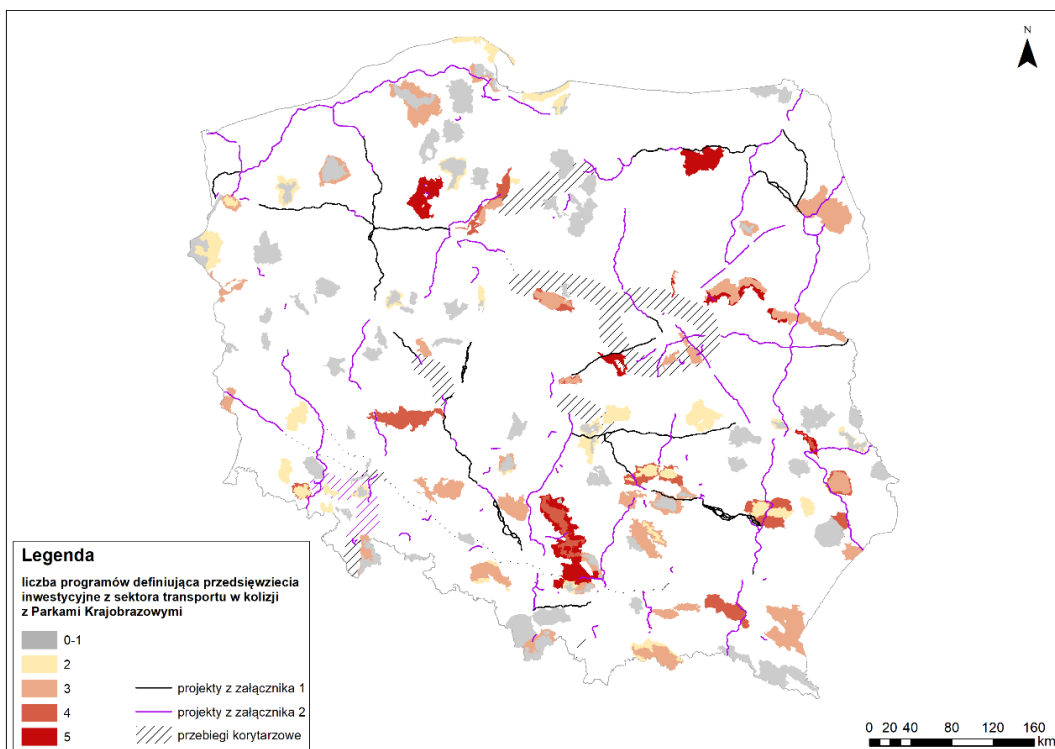 N
Legenda
liczba programów definiująca przedsięwziecia
inwestycyjne z sektora transportu w kolizji
z Parkami Krajobrazowymi
0-1
2
3
4
5
projekty z załącznika 1
projekty z załącznika 2
przebiegi korytarzowe
0 20 40 80 120 160
km